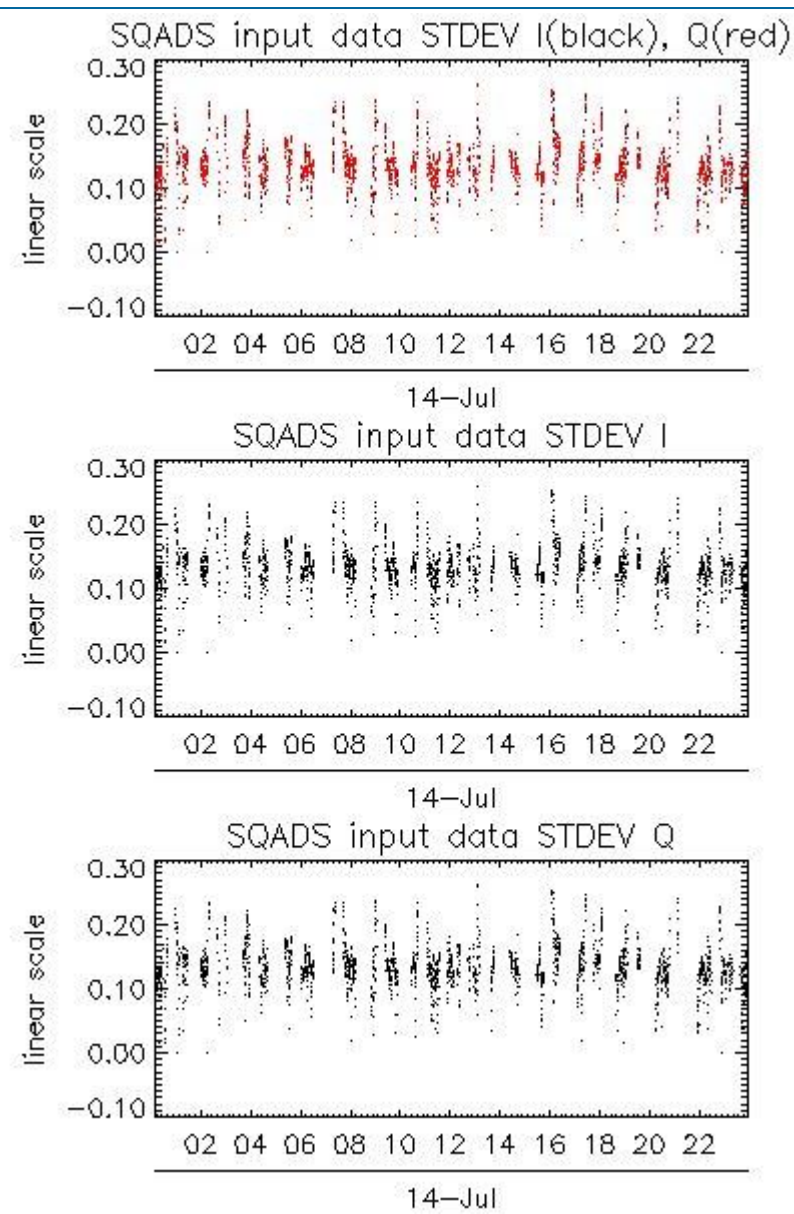 SQADS input data STDEV I(black), Q(red)
0.30
0.20
0.10
0.00
−0.10
linear scale
02 04 06 08 10 12 14 16 18 20 22
14−Jul
SQADS input data STDEV I
0.30
0.20
0.10
0.00
−0.10
linear scale
02 04 06 08 10 12 14 16 18 20 22
14−Jul
SQADS input data STDEV Q
0.30
0.20
0.10
0.00
−0.10
linear scale
02 04 06 08 10 12 14 16 18 20 22
14−Jul